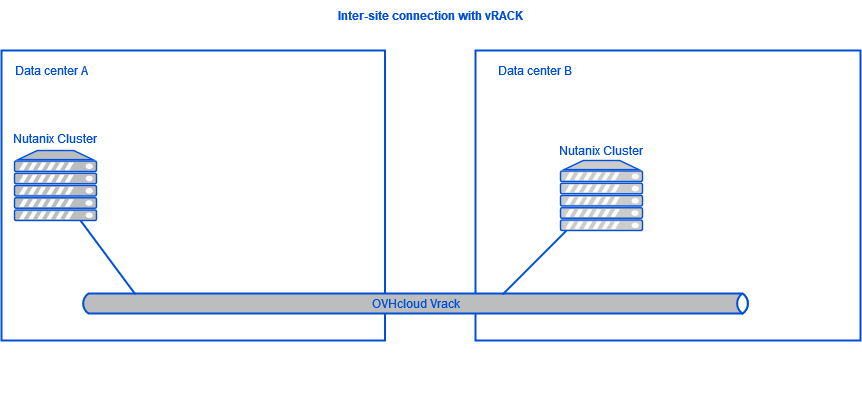 Inter-site connection with vRACK
Data center A
Data center B
Nutanix Cluster
Nutanix Cluster
OVHcloud Vrack